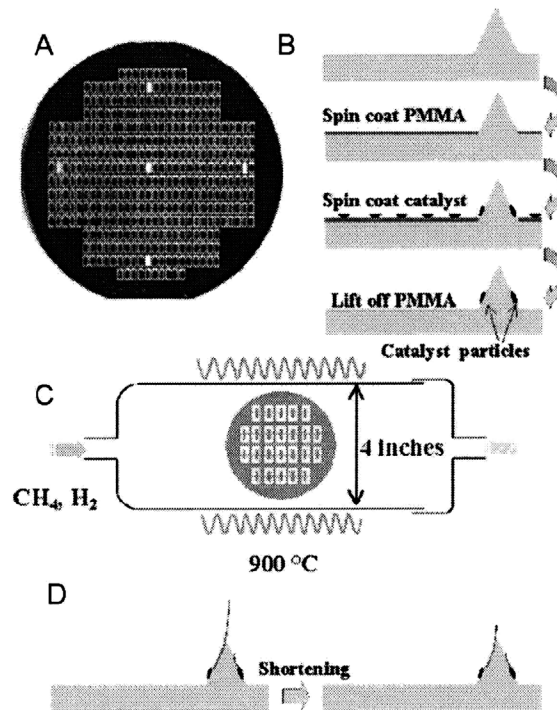 A
B
Spin coat PMMA
Spin coat catalyst
Lift off PMMA
Catalyst particles
C
4 inches
CH₄, H₂
900 °C
D
Shortening